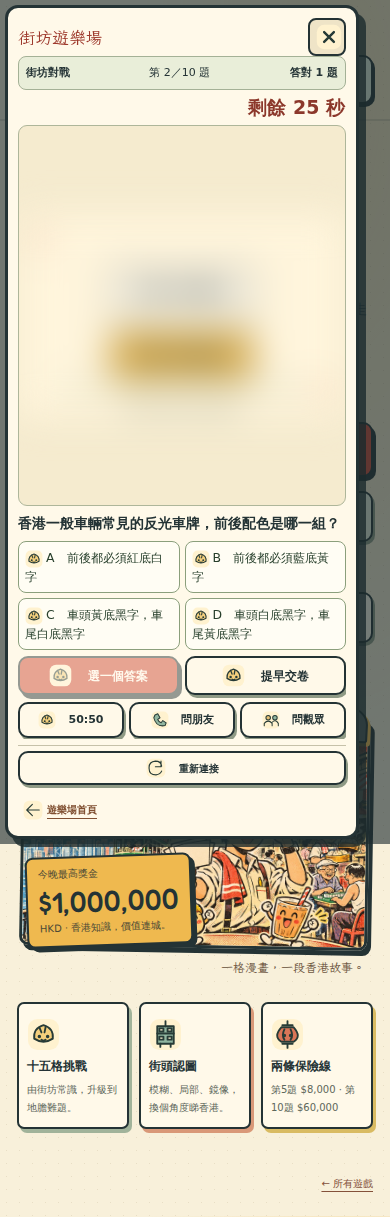 街坊遊樂場
街坊對戰 第 2／10 題 答對 1 題
剩餘 25 秒
香港一般車輛常見的反光車牌，前後配色是哪一組？
A 前後都必須紅底白
字
B 前後都必須藍底黃
字
C 車頭黃底黑字，車
尾白底黑字
D 車頭白底黑字，車
尾黃底黑字
選一個答案
提早交卷
50:50
問朋友
問觀眾
重新連接
遊樂場首頁
今晚最高獎金
$1,000,000
HKD · 香港知識，價值連城。
一格漫畫，一段香港故事。
十五格挑戰
由街坊常識，升級到
地膽難題。
街頭認圖
模糊、局部、鏡像，
換個角度睇香港。
兩條保險線
第5題 $8,000 · 第
10題 $60,000
← 所有遊戲